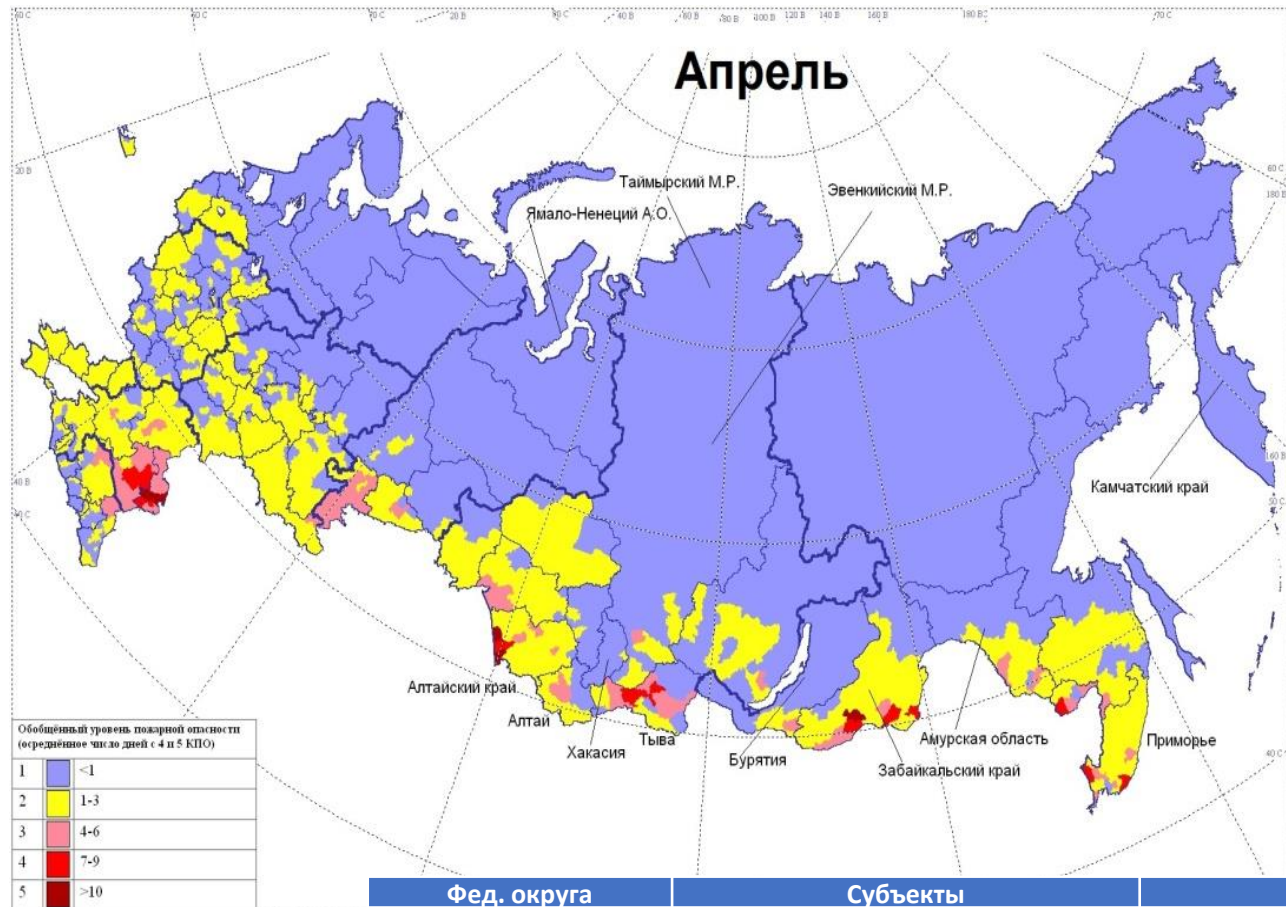 Апрель
Таймырский М.Р.
Эвенкийский М.Р.
Ямало-Ненеций А.О.
Камчатский край
Алтайский край
Алтай
Хакасия
Тыва
Бурятия
Амурская область
Забайкальский край
Приморье
Обобщённый уровень пожарной опасности
(осреднённое число дней с 4 и 5 КПО)
1 <1
2 1-3
3 4-6
4 7-9
5 >10
Фед. округа Субъекты